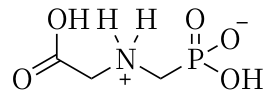 OH H H O
O⁻
N P
O + OH